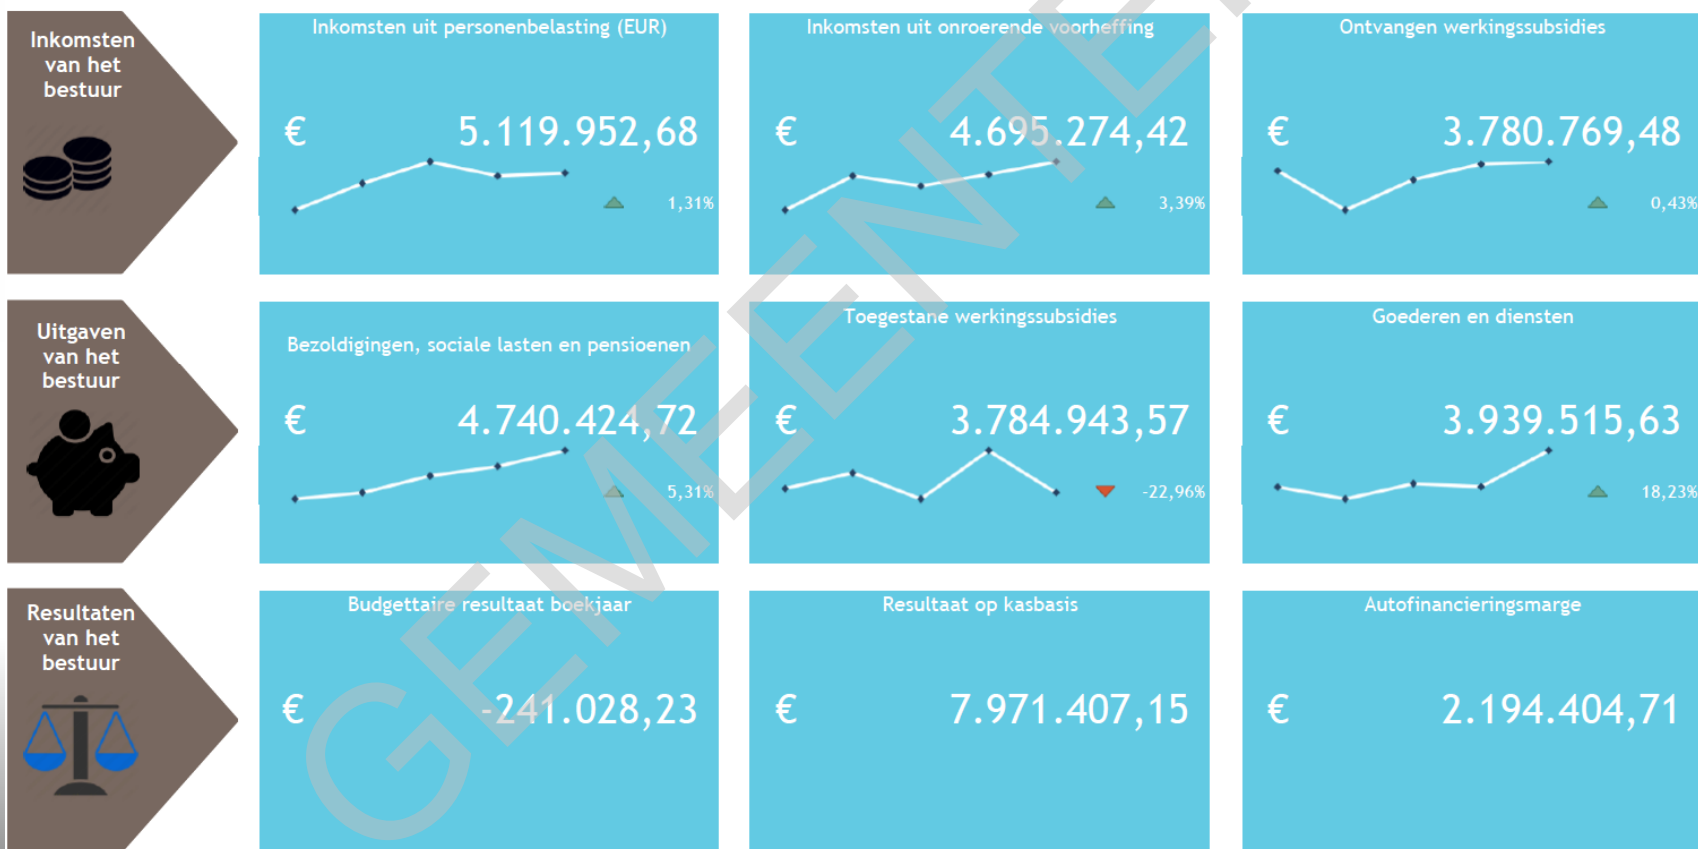 Inkomsten
van het
bestuur
Inkomsten uit personenbelasting (EUR)
€ 5.119.952,68
1,31%
Inkomsten uit onroerende voorheffing
€ 4.695.274,42
3,39%
Ontvangen werkingssubsidies
€ 3.780.769,48
0,43%
Uitgaven
van het
bestuur
Bezoldigingen, sociale lasten en pensioenen
€ 4.740.424,72
5,31%
Toegestane werkingssubsidies
€ 3.784.943,57
-22,96%
Goederen en diensten
€ 3.939.515,63
18,23%
Resultaten
van het
bestuur
Budgettaire resultaat boekjaar
€ -241.028,23
Resultaat op kasbasis
€ 7.971.407,15
Autofinancieringsmarge
€ 2.194.404,71
GEMEENTE